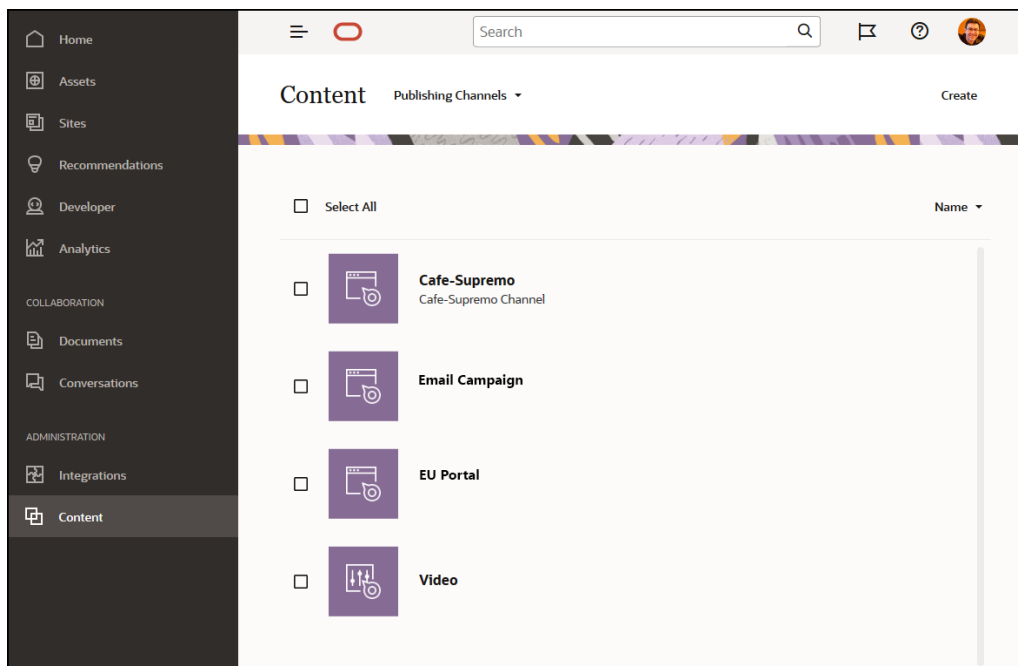 Home
Assets
Sites
Recommendations
Developer
Analytics
COLLABORATION
Documents
Conversations
ADMINISTRATION
Integrations
Content
Search
Content Publishing Channels
Create
Select All
Name
Cafe-Supremo
Cafe-Supremo Channel
Email Campaign
EU Portal
Video